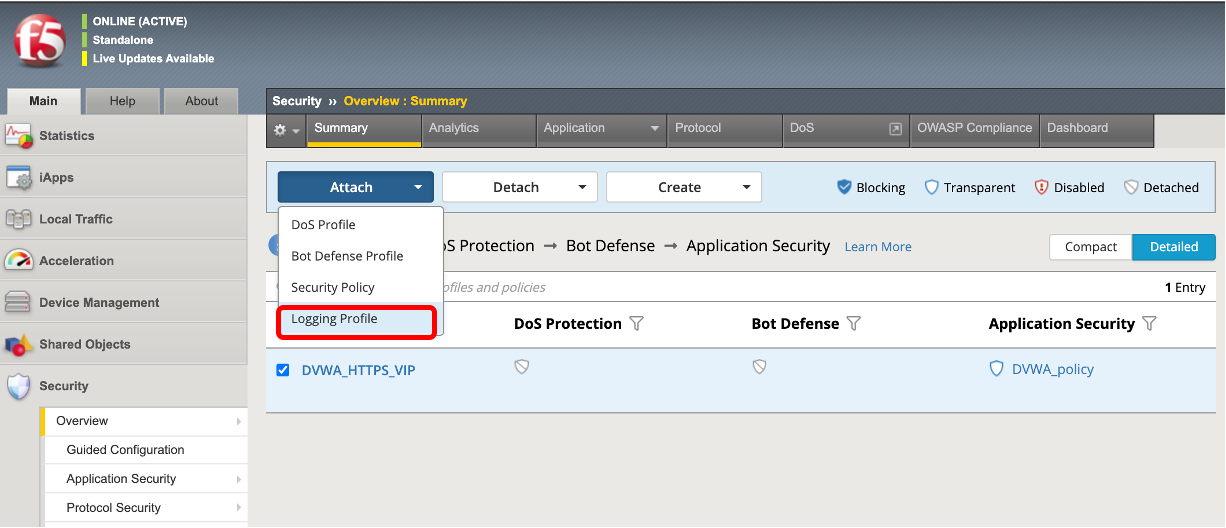 f5
ONLINE (ACTIVE)
Standalone
Live Updates Available
Main Help About
Security ›› Overview : Summary
Summary Analytics Application Protocol DoS OWASP Compliance Dashboard
Statistics
iApps
Local Traffic
Acceleration
Device Management
Shared Objects
Security
Overview
Guided Configuration
Application Security
Protocol Security
Attach Detach Create Blocking Transparent Disabled Detached
DoS Profile
Bot Defense Profile
Security Policy
Logging Profile
S Protection → Bot Defense → Application Security Learn More Compact Detailed
ofiles and policies 1 Entry
DoS Protection Bot Defense Application Security
DVWA_HTTPS_VIP DVWA_policy